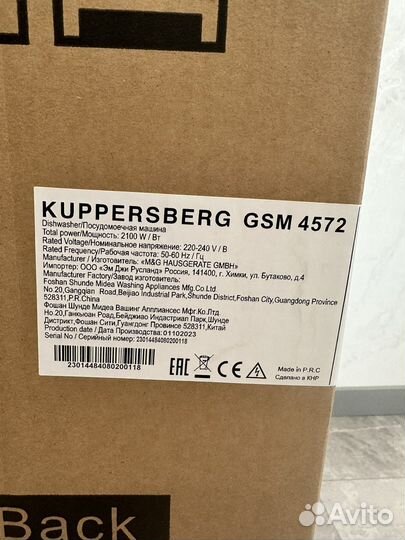 KUPPERSBERG GSM 4572
Dishwasher/Посудомоечная машина
Total power/Мощность: 2100 W / Вт
Rated Voltage/Номинальное напряжение: 220-240 V / В
Rated Frequency/Рабочая частота: 50-60 Hz / Гц
Manufacturer / Изготовитель: «M&G HAUSGERATE GMBH»
Импортер: ООО «Эм Джи Русланд» Россия, 141400, г. Химки, ул. Бутаково, д.4
Manufacturer Factory/Завод изготовитель:
Foshan Shunde Midea Washing Appliances Mfg.Co.Ltd
No.20,Gangqian Road,Beijiao Industrial Park,Shunde District,Foshan City,Guangdong Province
528311,P.R.China
Фошан Шунде Мидеа Вашинг Апплиансес Мфг.Ко.Лтд
Но.20,Гангкьюан Роад,Бейджиао Индастриал Парк,Шунде
Дистрикт,Фошан Сити,Гуангдонг Провинсе 528311,Китай
Production date / Дата производства: 01102023
Serial No / Серийный номер: 23014484080200118
23014484080200118
EAC
CE
Made in P.R.C
Сделано в КНР
Back
Avito